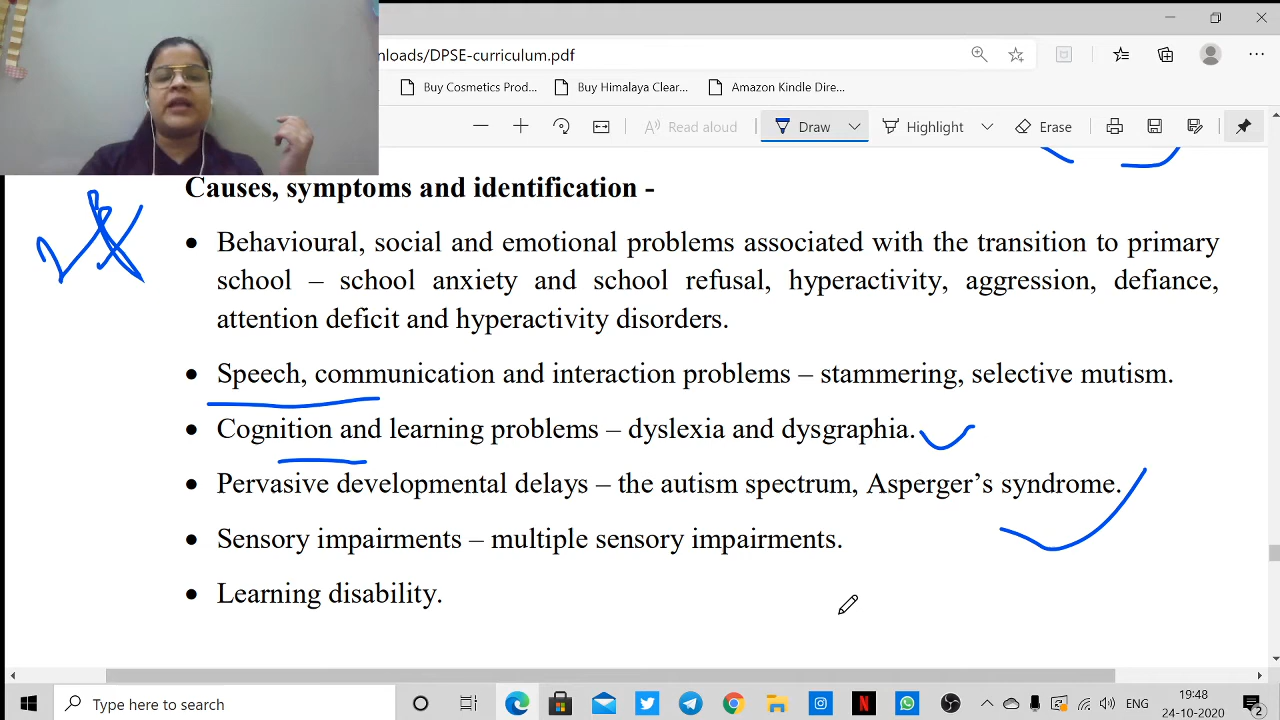 nloads/DPSE-curriculum.pdf
Buy Cosmetics Prod... Buy Himalaya Clear... Amazon Kindle Dire...
Read aloud Draw Highlight Erase
Causes, symptoms and identification -
• Behavioural, social and emotional problems associated with the transition to primary
school – school anxiety and school refusal, hyperactivity, aggression, defiance,
attention deficit and hyperactivity disorders.
• Speech, communication and interaction problems – stammering, selective mutism.
• Cognition and learning problems – dyslexia and dysgraphia.
• Pervasive developmental delays – the autism spectrum, Asperger’s syndrome.
• Sensory impairments – multiple sensory impairments.
• Learning disability.
Type here to search
19:48
24-10-2020
2